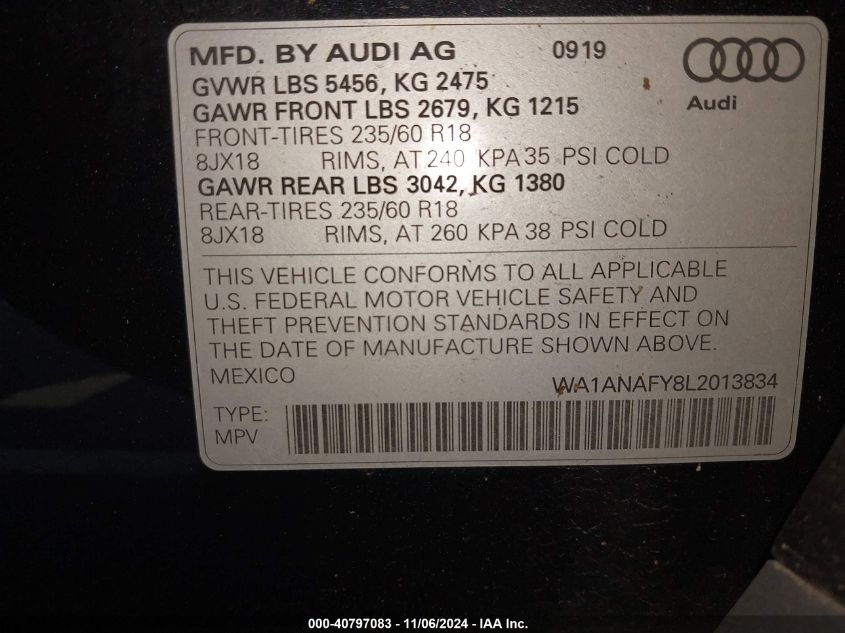 MFD. BY AUDI AG 0919
GVWR LBS 5456, KG 2475
GAWR FRONT LBS 2679, KG 1215
Audi
FRONT-TIRES 235/60 R18
8JX18 RIMS, AT 240 KPA 35 PSI COLD
GAWR REAR LBS 3042, KG 1380
REAR-TIRES 235/60 R18
8JX18 RIMS, AT 260 KPA 38 PSI COLD
THIS VEHICLE CONFORMS TO ALL APPLICABLE
U.S. FEDERAL MOTOR VEHICLE SAFETY AND
THEFT PREVENTION STANDARDS IN EFFECT ON
THE DATE OF MANUFACTURE SHOWN ABOVE.
MEXICO WA1ANAFY8L2013834
TYPE:
MPV
000-40797083 - 11/06/2024 - IAA Inc.